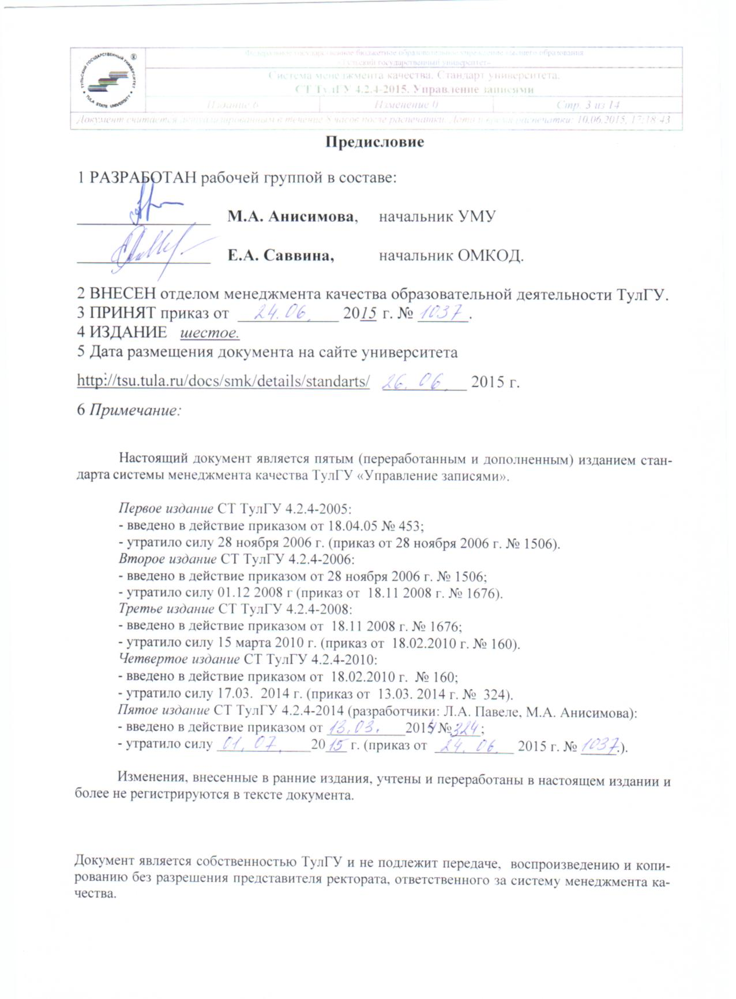 ТУЛЬСКИЙ ГОСУДАРСТВЕННЫЙ УНИВЕРСИТЕТ ® • TULA STATE UNIVERSITY •
Федеральное государственное бюджетное образовательное учреждение высшего образования
«Тульский государственный университет»
Система менеджмента качества. Стандарт университета.
СТ ТулГУ 4.2.4-2015. Управление записями
Издание 6 Изменение 0 Стр. 3 из 14
Документ считается актуализированным в течение 8 часов после распечатки. Дата и время распечатки: 10.06.2015, 17:18:43
Предисловие
1 РАЗРАБОТАН рабочей группой в составе:
М.А. Анисимова, начальник УМУ
Е.А. Саввина, начальник ОМКОД.
2 ВНЕСЕН отделом менеджмента качества образовательной деятельности ТулГУ.
3 ПРИНЯТ приказ от 24.06. 2015 г. № 1037.
4 ИЗДАНИЕ шестое.
5 Дата размещения документа на сайте университета
http://tsu.tula.ru/docs/smk/details/standarts/ 26.06. 2015 г.
6 Примечание:
Настоящий документ является пятым (переработанным и дополненным) изданием стан-
дарта системы менеджмента качества ТулГУ «Управление записями».
Первое издание СТ ТулГУ 4.2.4-2005:
- введено в действие приказом от 18.04.05 № 453;
- утратило силу 28 ноября 2006 г. (приказ от 28 ноября 2006 г. № 1506).
Второе издание СТ ТулГУ 4.2.4-2006:
- введено в действие приказом от 28 ноября 2006 г. № 1506;
- утратило силу 01.12 2008 г (приказ от 18.11 2008 г. № 1676).
Третье издание СТ ТулГУ 4.2.4-2008:
- введено в действие приказом от 18.11 2008 г. № 1676;
- утратило силу 15 марта 2010 г. (приказ от 18.02.2010 г. № 160).
Четвертое издание СТ ТулГУ 4.2.4-2010:
- введено в действие приказом от 18.02.2010 г. № 160;
- утратило силу 17.03. 2014 г. (приказ от 13.03. 2014 г. № 324).
Пятое издание СТ ТулГУ 4.2.4-2014 (разработчики: Л.А. Павеле, М.А. Анисимова):
- введено в действие приказом от 13.03. 2014 № 324;
- утратило силу 01.07. 2015 г. (приказ от 24.06. 2015 г. № 1037.).
Изменения, внесенные в ранние издания, учтены и переработаны в настоящем издании и
более не регистрируются в тексте документа.
Документ является собственностью ТулГУ и не подлежит передаче, воспроизведению и копи-
рованию без разрешения представителя ректората, ответственного за систему менеджмента ка-
чества.